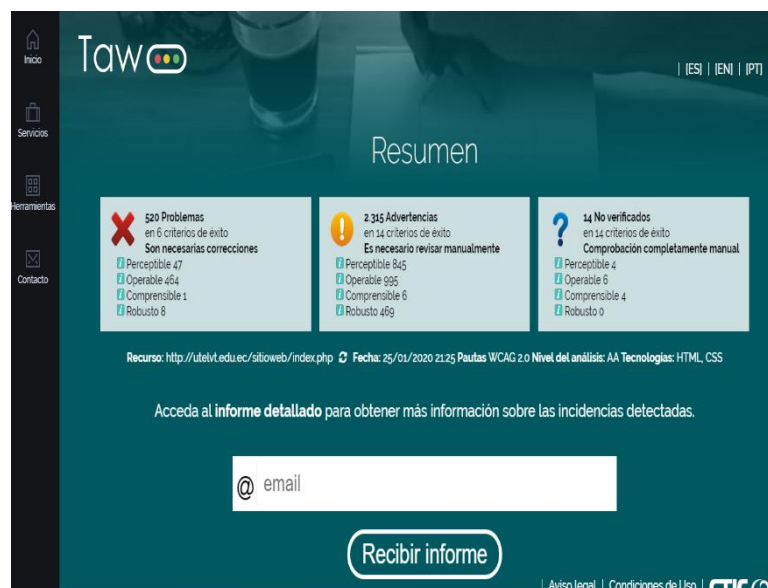 Inicio
Servicios
Herramientas
Contacto
Taw
| [ES] | [EN] | [PT]
Resumen
520 Problemas
en 6 criterios de éxito
Son necesarias correcciones
Perceptible 47
Operable 464
Comprensible 1
Robusto 8
2.315 Advertencias
en 14 criterios de éxito
Es necesario revisar manualmente
Perceptible 845
Operable 995
Comprensible 6
Robusto 469
14 No verificados
en 14 criterios de éxito
Comprobación completamente manual
Perceptible 4
Operable 6
Comprensible 4
Robusto 0
Recurso: http://utelvt.edu.ec/sitioweb/index.php Fecha: 25/01/2020 21:25 Pautas WCAG 2.0 Nivel del análisis: AA Tecnologías: HTML, CSS
Acceda al informe detallado para obtener más información sobre las incidencias detectadas.
@ email
Recibir informe
| Aviso legal | Condiciones de Uso |